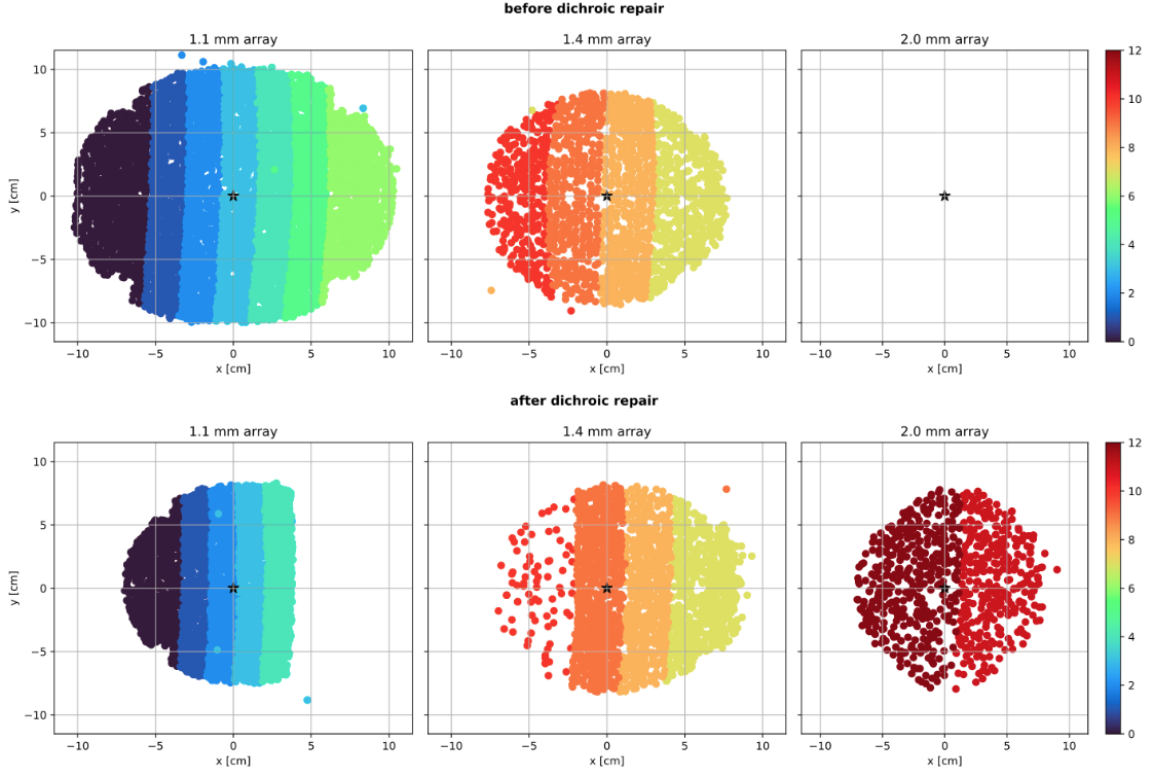 before dichroic repair
1.1 mm array
1.4 mm array
2.0 mm array
10
5
0
−5
−10
y [cm]
−10 −5 0 5 10
x [cm]
−10 −5 0 5 10
x [cm]
−10 −5 0 5 10
x [cm]
12
10
8
6
4
2
0
after dichroic repair
1.1 mm array
1.4 mm array
2.0 mm array
10
5
0
−5
−10
y [cm]
−10 −5 0 5 10
x [cm]
−10 −5 0 5 10
x [cm]
−10 −5 0 5 10
x [cm]
12
10
8
6
4
2
0